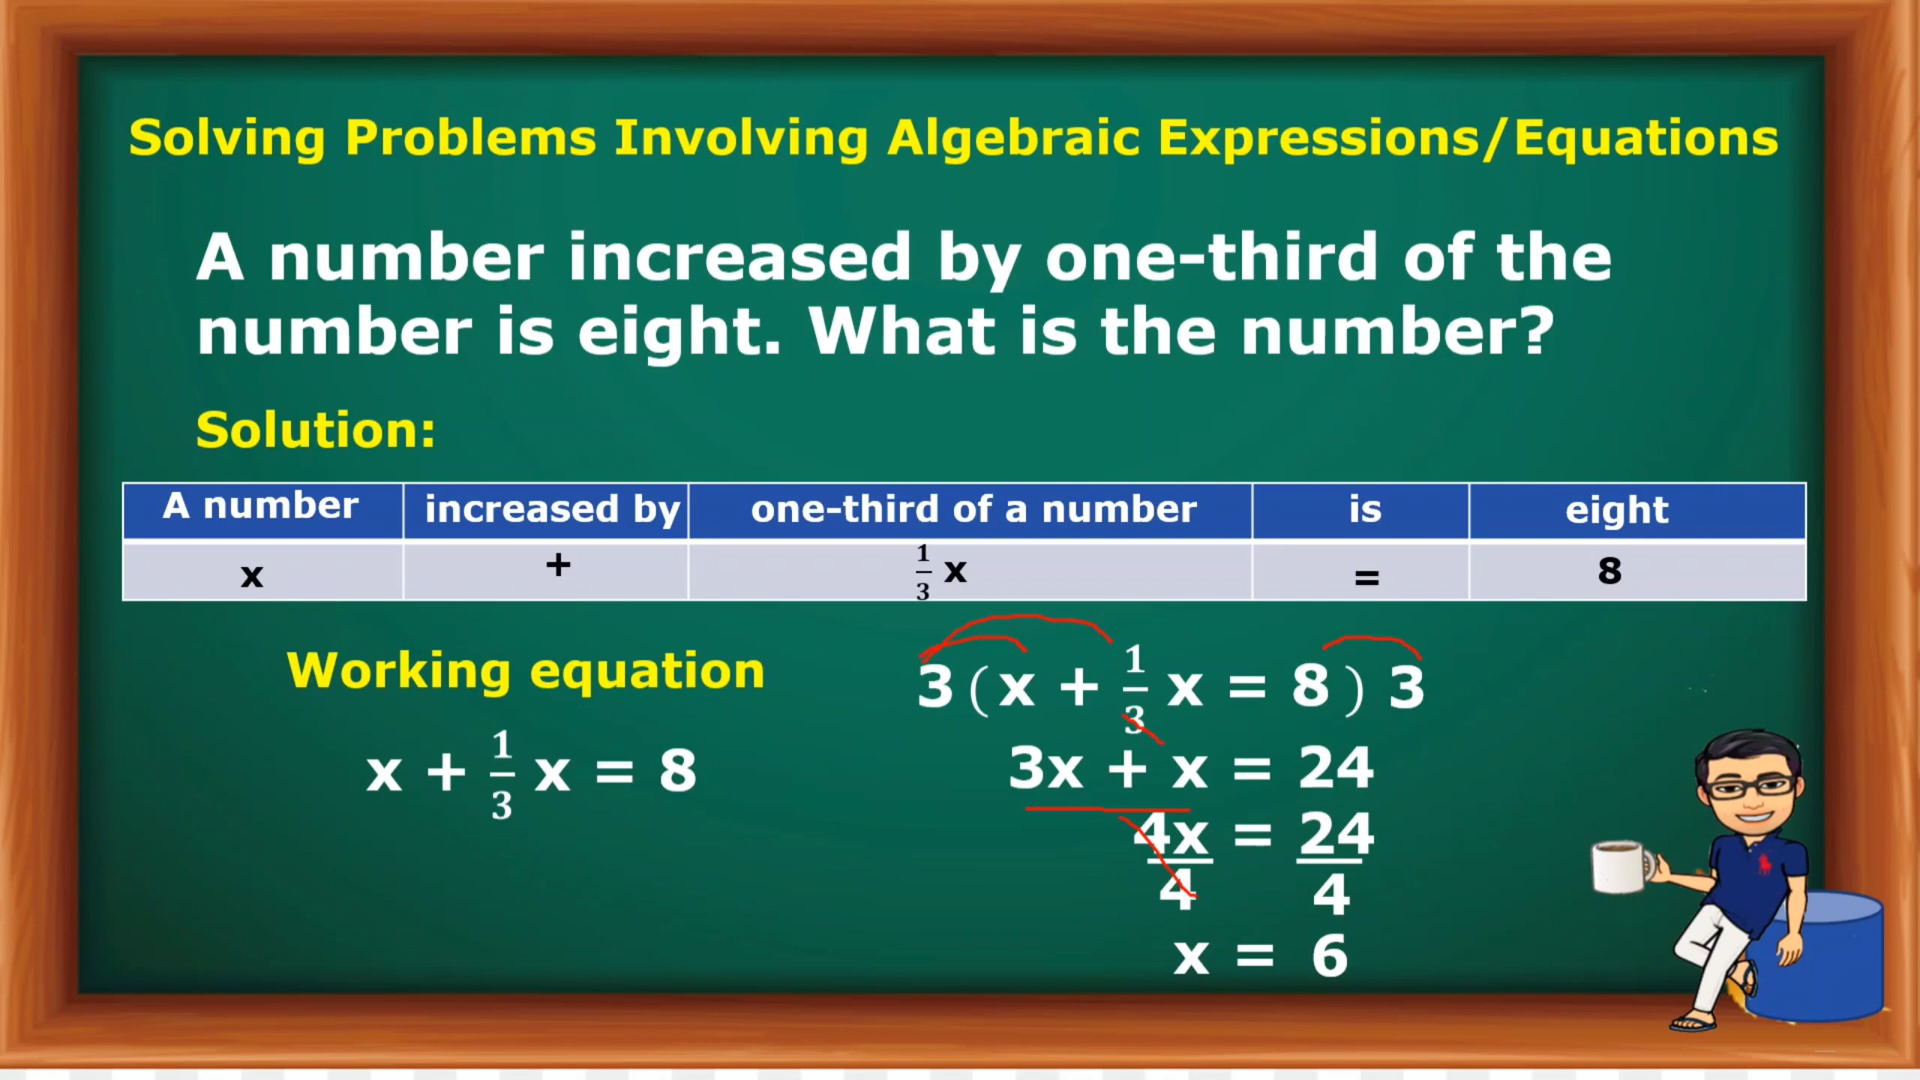 Solving Problems Involving Algebraic Expressions/Equations
A number increased by one-third of the
number is eight. What is the number?
Solution:
A number increased by one-third of a number is eight
x + 1/3 x = 8
Working equation
x + 1/3 x = 8
3 ( x + 1/3 x = 8 ) 3
3x + x = 24
4x = 24
4 4
x = 6